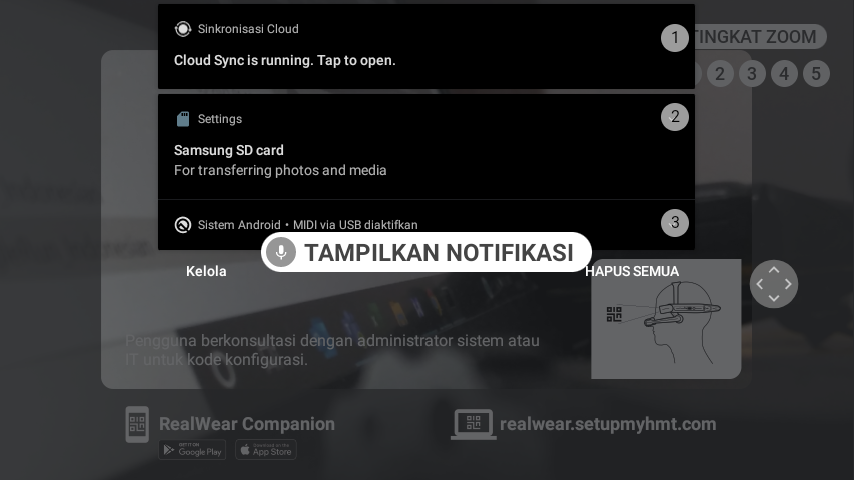 Sinkronisasi Cloud
1
TINGKAT ZOOM
Cloud Sync is running. Tap to open.
2 3 4 5
Settings
2
Samsung SD card
For transferring photos and media
Sistem Android • MIDI via USB diaktifkan
3
TAMPILKAN NOTIFIKASI
Kelola
HAPUS SEMUA
Pengguna berkonsultasi dengan administrator sistem atau
IT untuk kode konfigurasi.
RealWear Companion
realwear.setupmyhmt.com
GET IT ON
Google Play
Download on the
App Store